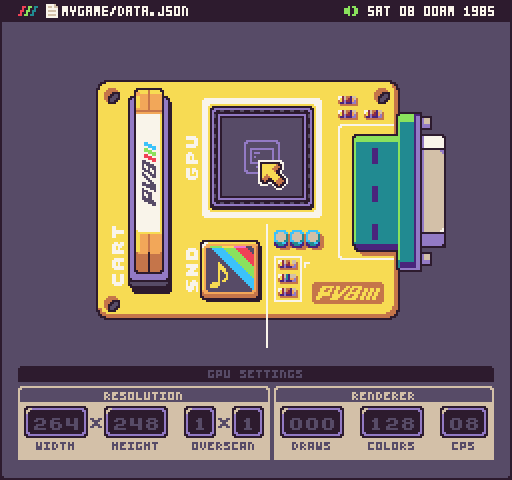 MYGAME/DATA.JSON
SAT 08 00AM 1985
GPU
PV8
CART
SND
PV8
GPU SETTINGS
RESOLUTION
RENDERER
264 X 248
1 X 1
000
128
08
WIDTH
HEIGHT
OVERSCAN
DRAWS
COLORS
CPS